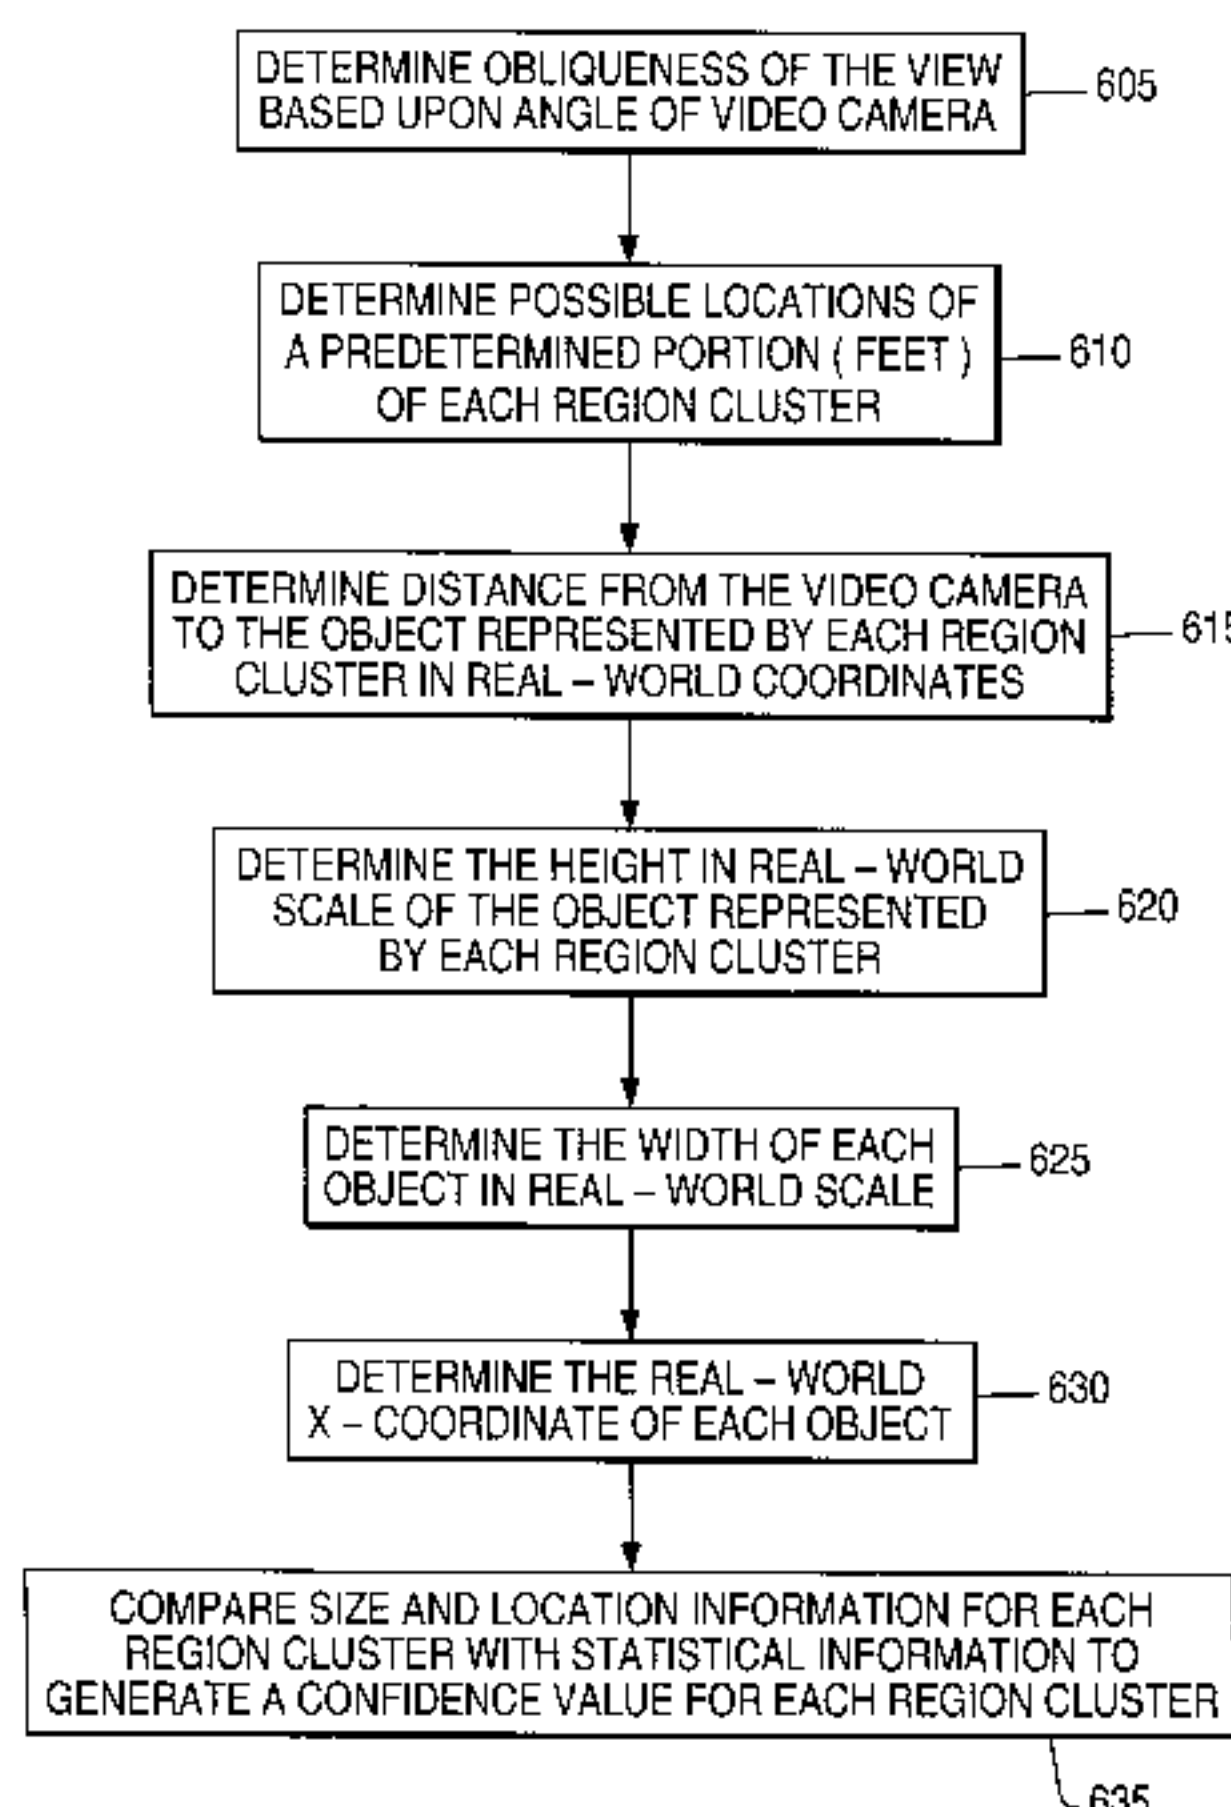 DETERMINE OBLIQUENESS OF THE VIEW
BASED UPON ANGLE OF VIDEO CAMERA
605
DETERMINE POSSIBLE LOCATIONS OF
A PREDETERMINED PORTION ( FEET )
OF EACH REGION CLUSTER
610
DETERMINE DISTANCE FROM THE VIDEO CAMERA
TO THE OBJECT REPRESENTED BY EACH REGION
CLUSTER IN REAL – WORLD COORDINATES
615
DETERMINE THE HEIGHT IN REAL – WORLD
SCALE OF THE OBJECT REPRESENTED
BY EACH REGION CLUSTER
620
DETERMINE THE WIDTH OF EACH
OBJECT IN REAL – WORLD SCALE
625
DETERMINE THE REAL – WORLD
X – COORDINATE OF EACH OBJECT
630
COMPARE SIZE AND LOCATION INFORMATION FOR EACH
REGION CLUSTER WITH STATISTICAL INFORMATION TO
GENERATE A CONFIDENCE VALUE FOR EACH REGION CLUSTER
635